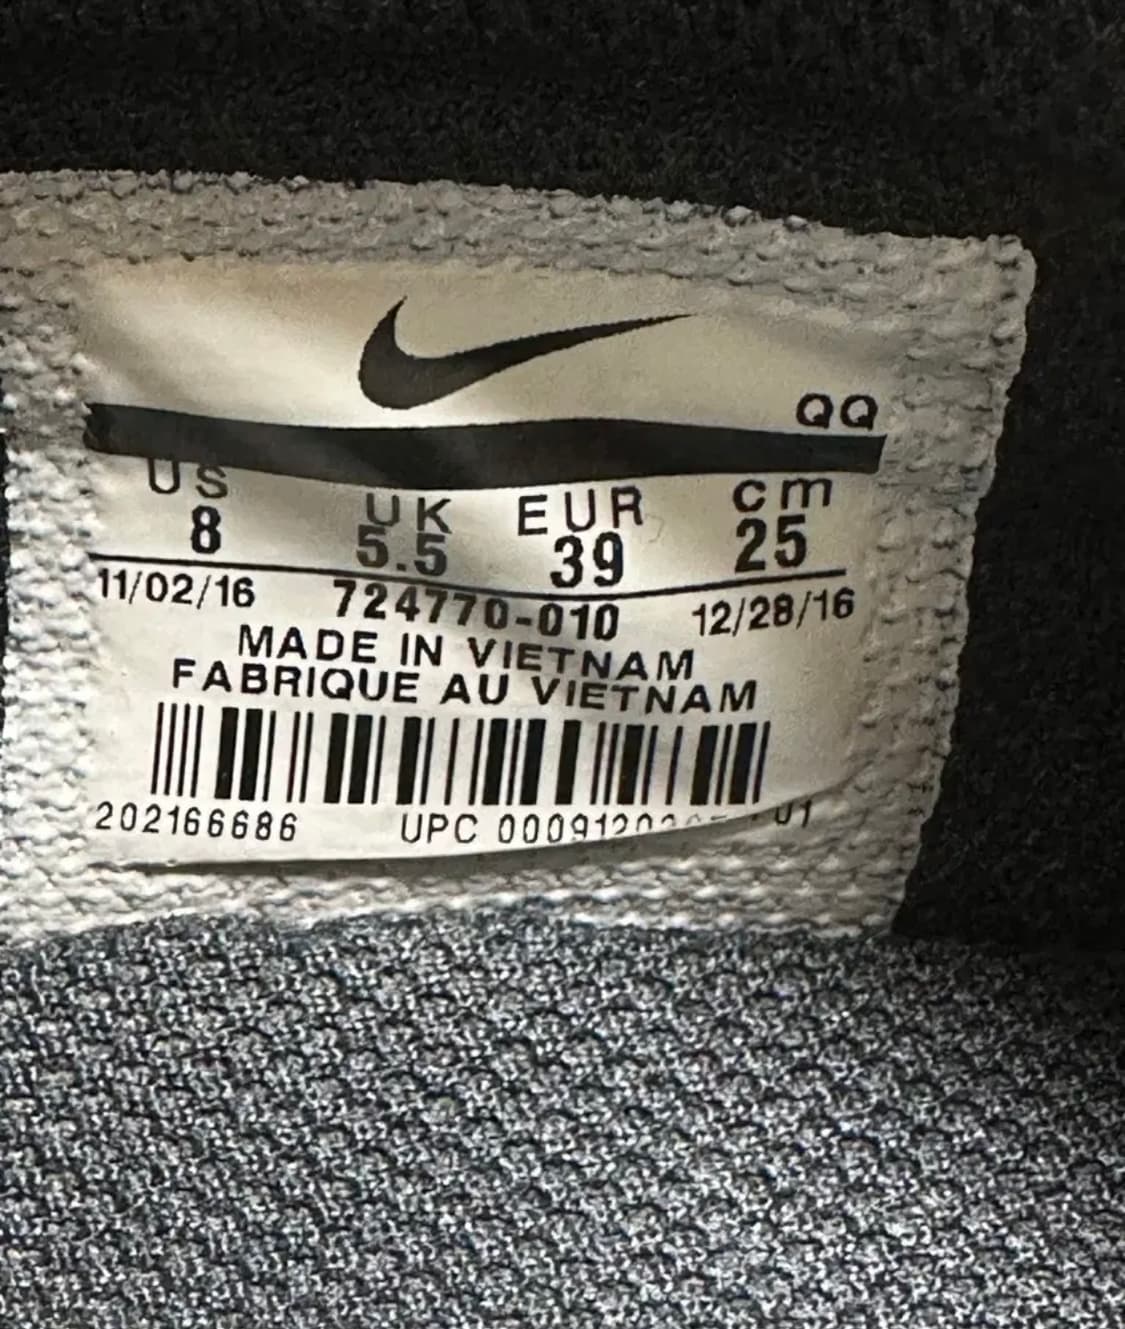 QQ
US UK EUR cm
8 5.5 39 25
11/02/16 724770-010 12/28/16
MADE IN VIETNAM
FABRIQUE AU VIETNAM
202166686 UPC